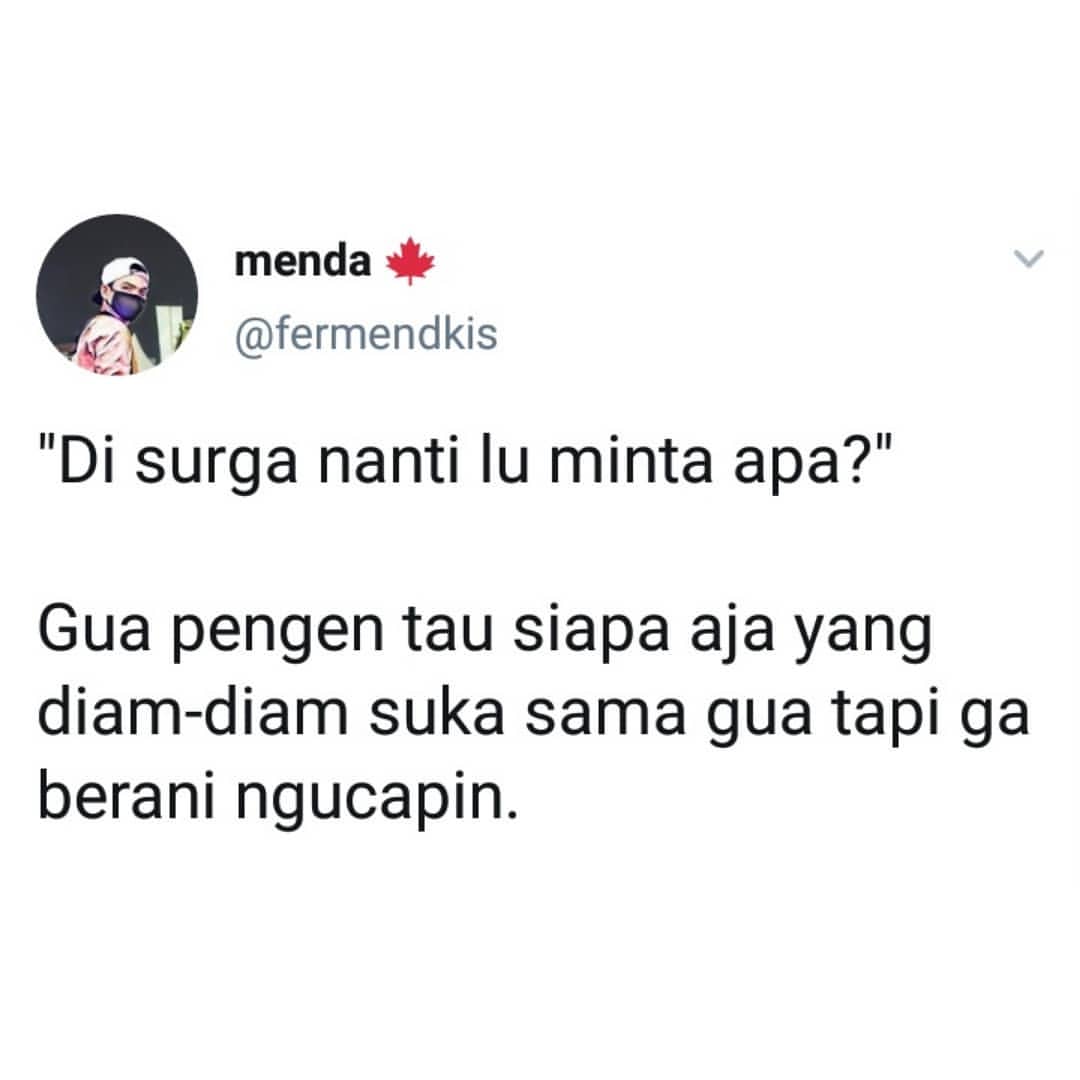 menda 🍁
@fermendkis
"Di surga nanti lu minta apa?"
Gua pengen tau siapa aja yang
diam-diam suka sama gua tapi ga
berani ngucapin.